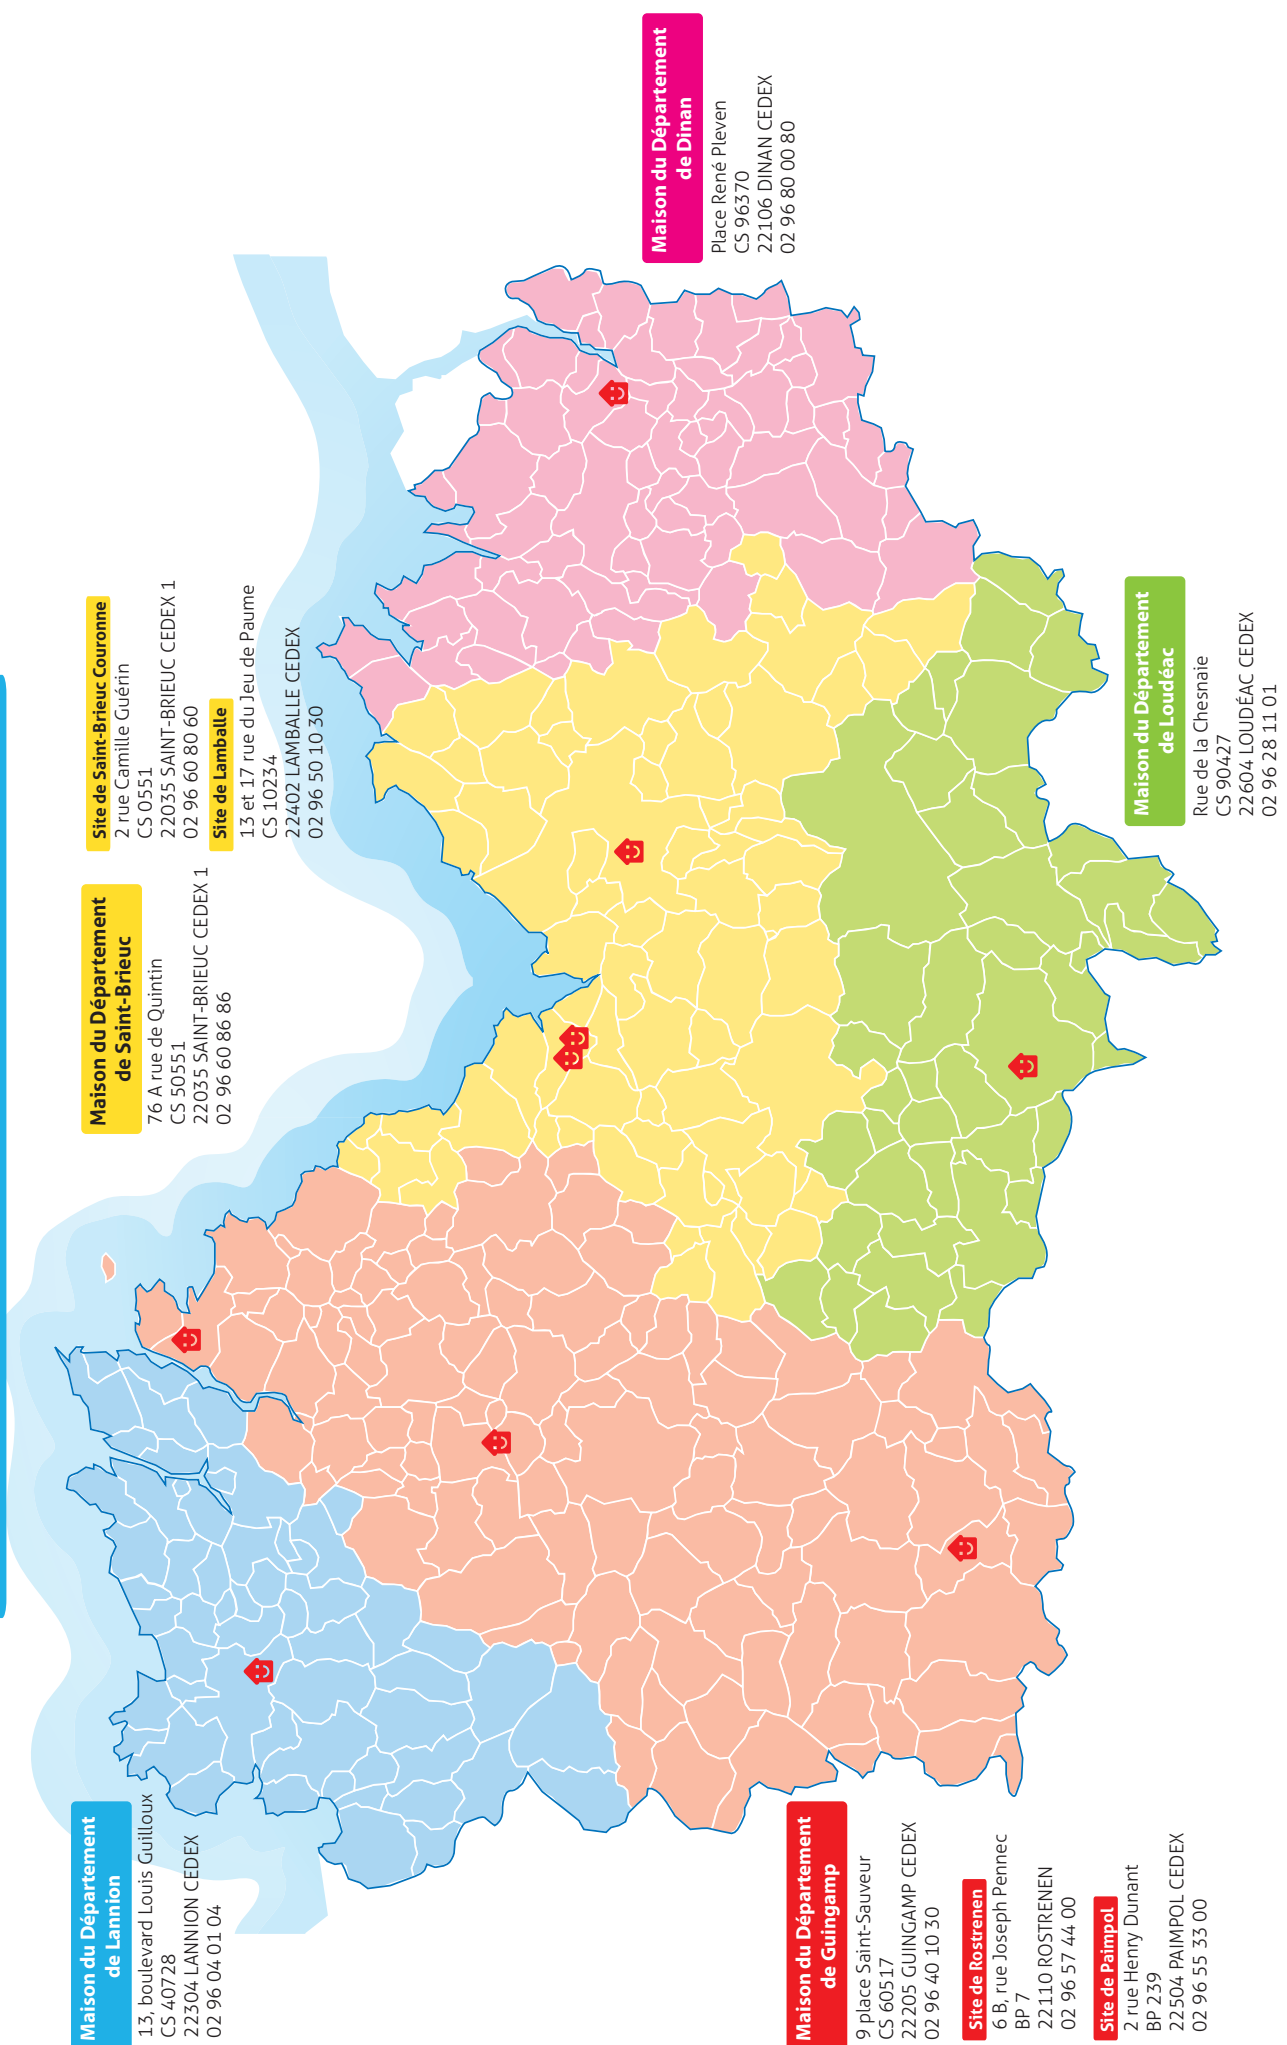 Maison du Département
de Lannion
13, boulevard Louis Guilloux
CS 40728
22304 LANNION CEDEX
02 96 04 01 04
Maison du Département
de Saint-Brieuc
76 A rue de Quintin
CS 50551
22035 SAINT-BRIEUC CEDEX 1
02 96 60 86 86
Site de Saint-Brieuc Couronne
2 rue Camille Guérin
CS 0551
22035 SAINT-BRIEUC CEDEX 1
02 96 60 80 60
Site de Lamballe
13 et 17 rue du Jeu de Paume
CS 10234
22402 LAMBALLE CEDEX
02 96 50 10 30
Maison du Département
de Dinan
Place René Pleven
CS 96370
22106 DINAN CEDEX
02 96 80 00 80
Maison du Département
de Guingamp
9 place Saint-Sauveur
CS 60517
22205 GUINGAMP CEDEX
02 96 40 10 30
Site de Rostrenen
6 B, rue Joseph Pennec
BP 7
22110 ROSTRENEN
02 96 57 44 00
Site de Paimpol
2 rue Henry Dunant
BP 239
22504 PAIMPOL CEDEX
02 96 55 33 00
Maison du Département
de Loudéac
Rue de la Chesnaie
CS 90427
22604 LOUDÉAC CEDEX
02 96 28 11 01